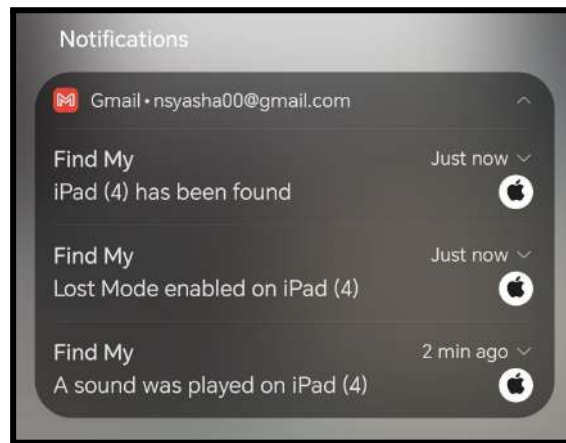 Notifications
Gmail • nsyasha00@gmail.com
Find My
Just now
iPad (4) has been found
Find My
Just now
Lost Mode enabled on iPad (4)
Find My
2 min ago
A sound was played on iPad (4)